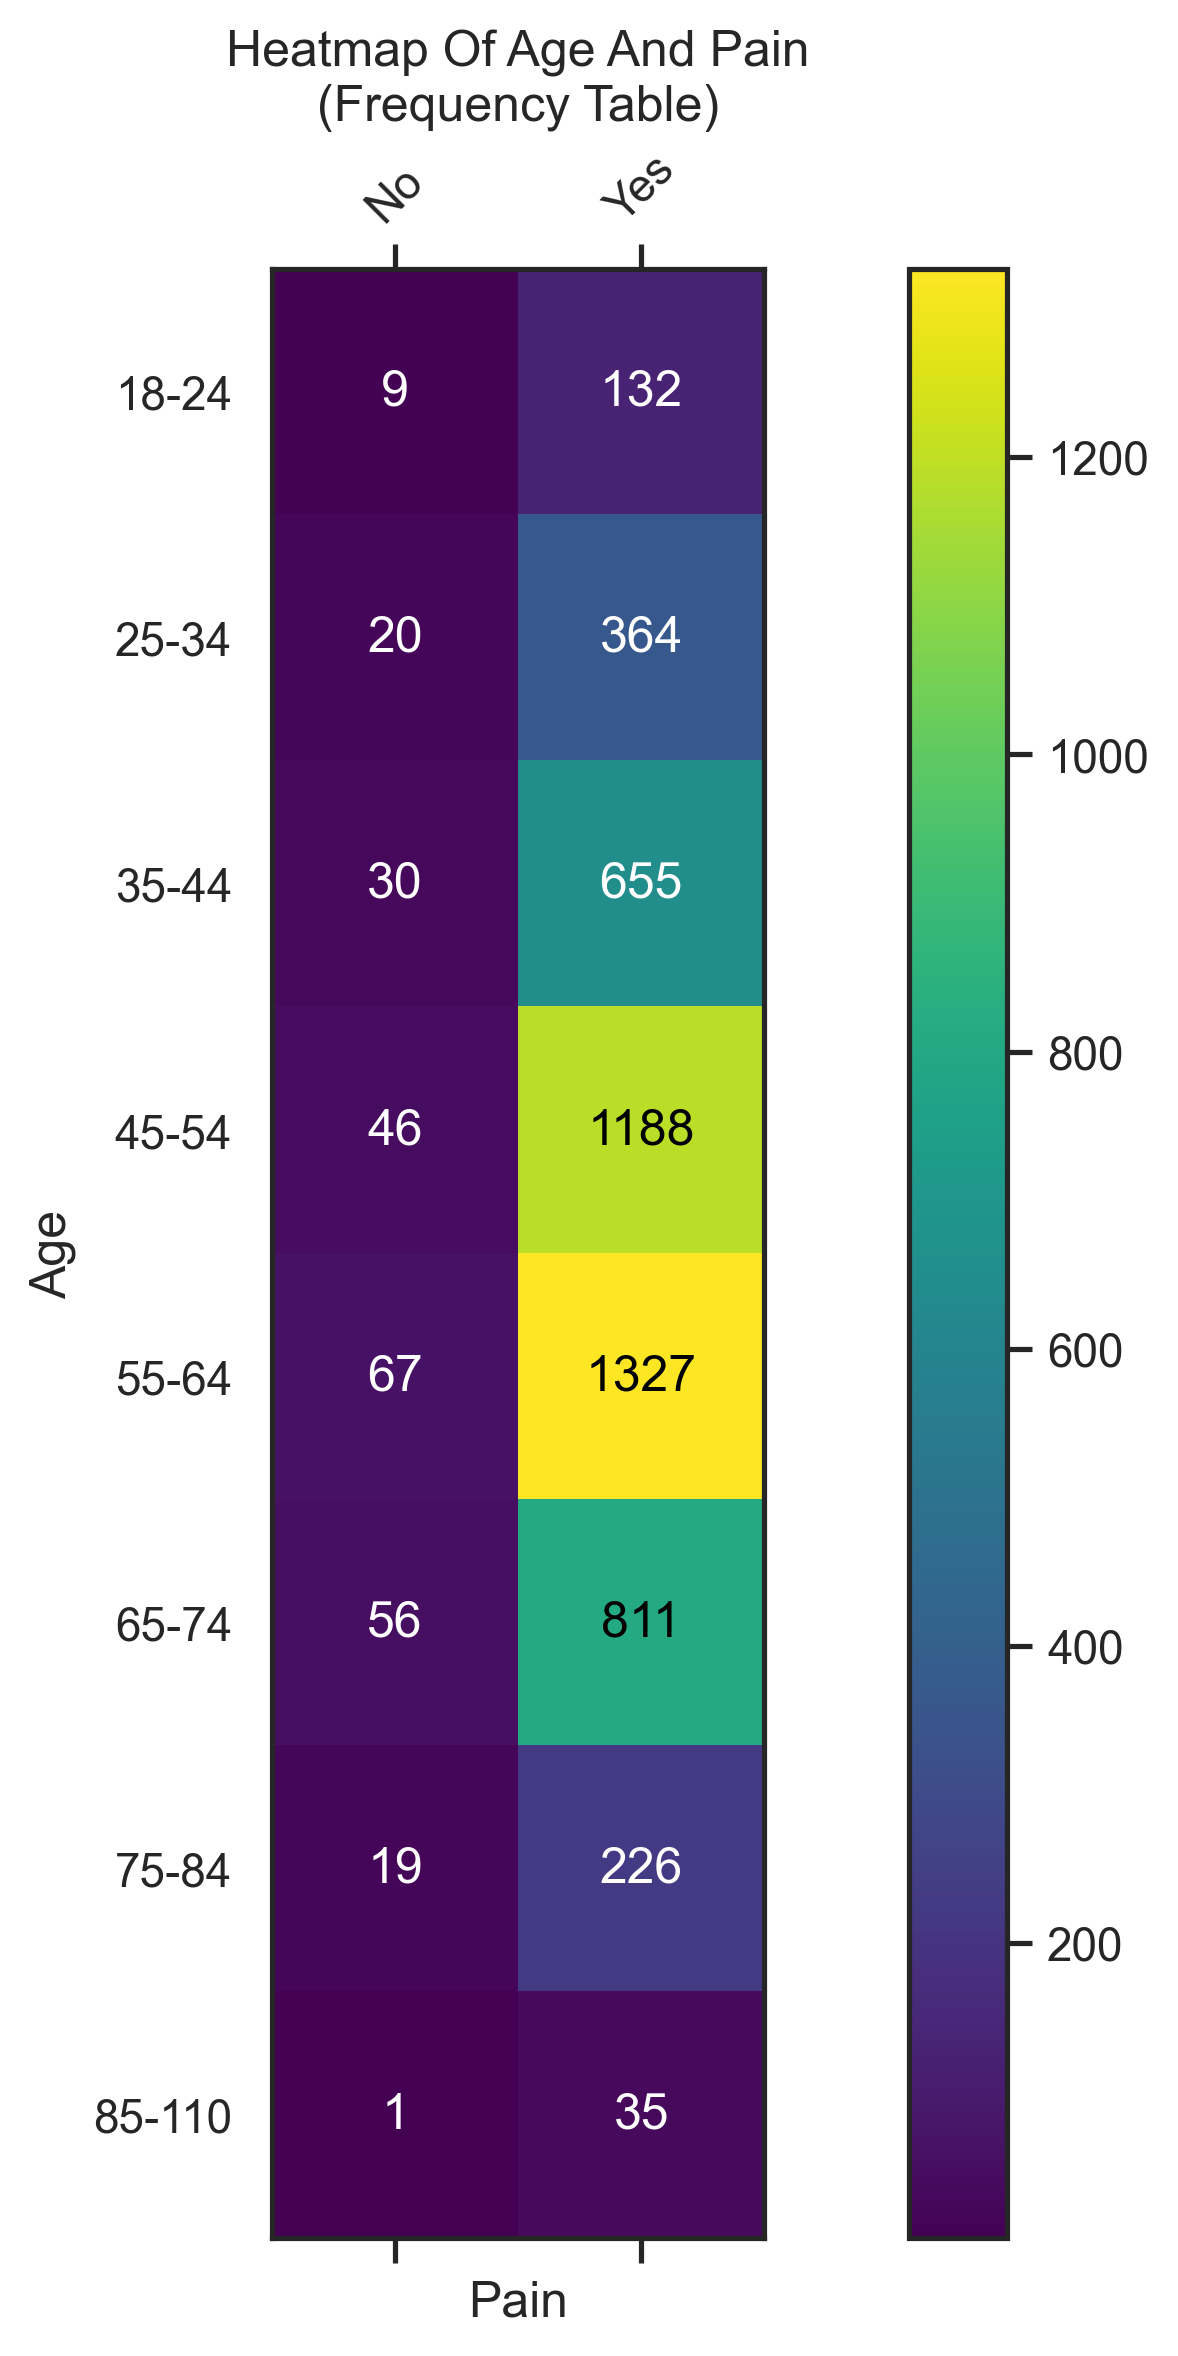 Heatmap Of Age And Pain
(Frequency Table)
No Yes
18-24 9 132
25-34 20 364
35-44 30 655
45-54 46 1188
55-64 67 1327
65-74 56 811
75-84 19 226
85-110 1 35
Age
Pain
1200
1000
800
600
400
200